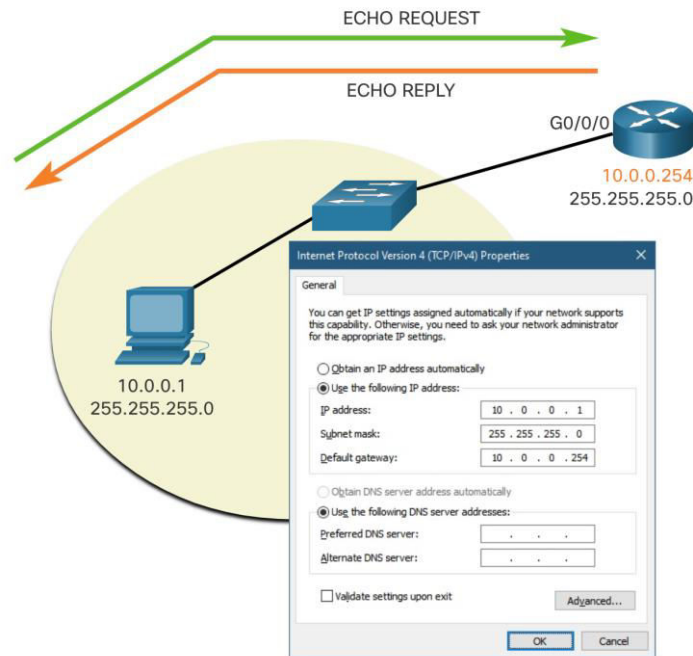 ECHO REQUEST
ECHO REPLY
G0/0/0
10.0.0.254
255.255.255.0
10.0.0.1
255.255.255.0
Internet Protocol Version 4 (TCP/IPv4) Properties
General
You can get IP settings assigned automatically if your network supports
this capability. Otherwise, you need to ask your network administrator
for the appropriate IP settings.
Obtain an IP address automatically
Use the following IP address:
IP address: 10 . 0 . 0 . 1
Subnet mask: 255 . 255 . 255 . 0
Default gateway: 10 . 0 . 0 . 254
Obtain DNS server address automatically
Use the following DNS server addresses:
Preferred DNS server: . . .
Alternate DNS server: . . .
Validate settings upon exit
Advanced...
OK Cancel